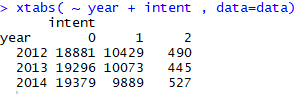 > xtabs( ~ year + intent , data=data)
intent
year 0 1 2
2012 18881 10429 490
2013 19296 10073 445
2014 19379 9889 527